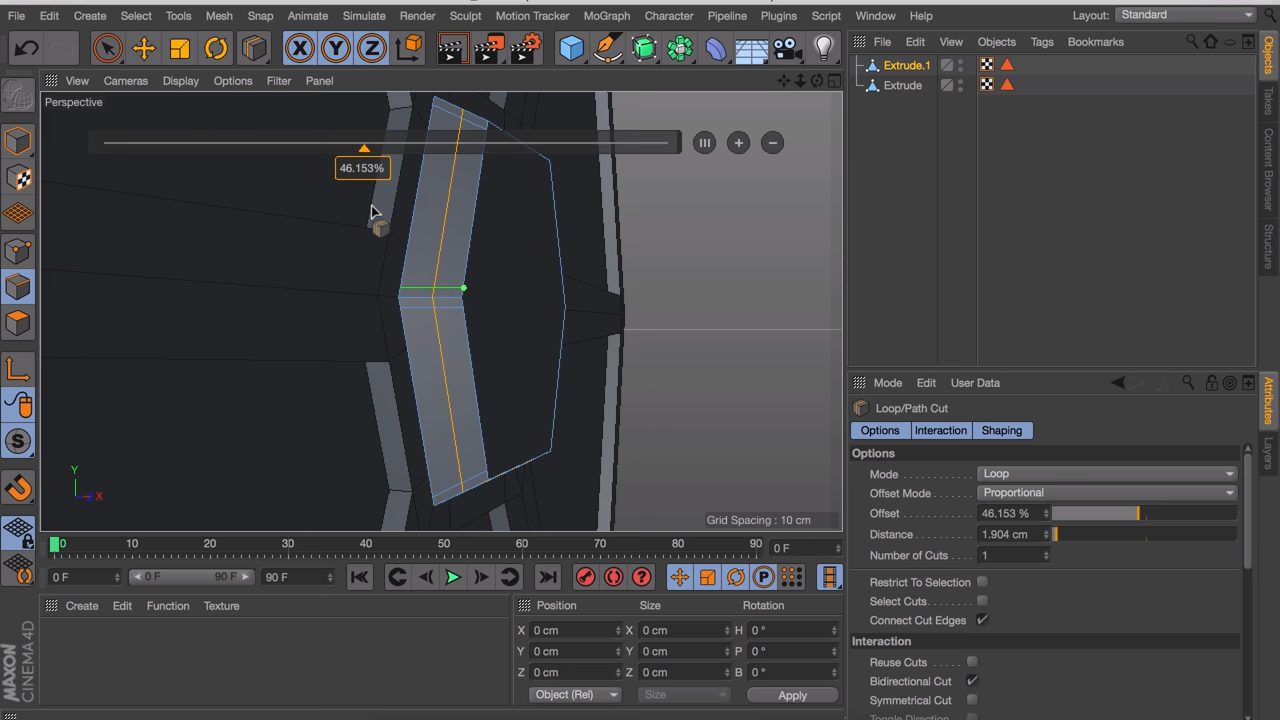 File Edit Create Select Tools Mesh Snap Animate Simulate Render Sculpt Motion Tracker MoGraph Character Pipeline Plugins Script Window Help Layout: Standard
X Y Z
File Edit View Objects Tags Bookmarks
Extrude.1
Extrude
View Cameras Display Options Filter Panel
Perspective
46.153%
Y
X
Grid Spacing : 10 cm
Objects
Takes
Content Browser
Structure
Mode Edit User Data
Loop/Path Cut
Options Interaction Shaping
Options
Mode Loop
Offset Mode Proportional
Offset 46.153 %
Distance 1.904 cm
Number of Cuts 1
Restrict To Selection
Select Cuts
Connect Cut Edges
Interaction
Reuse Cuts
Bidirectional Cut
Symmetrical Cut
Attributes
Layers
0 10 20 30 40 50 60 70 80 90 0 F
0 F 0 F 90 F 90 F
P
S
Create Edit Function Texture
Position Size Rotation
X 0 cm X 0 cm H 0 °
Y 0 cm Y 0 cm P 0 °
Z 0 cm Z 0 cm B 0 °
Object (Rel) Size Apply
MAXON
CINEMA 4D